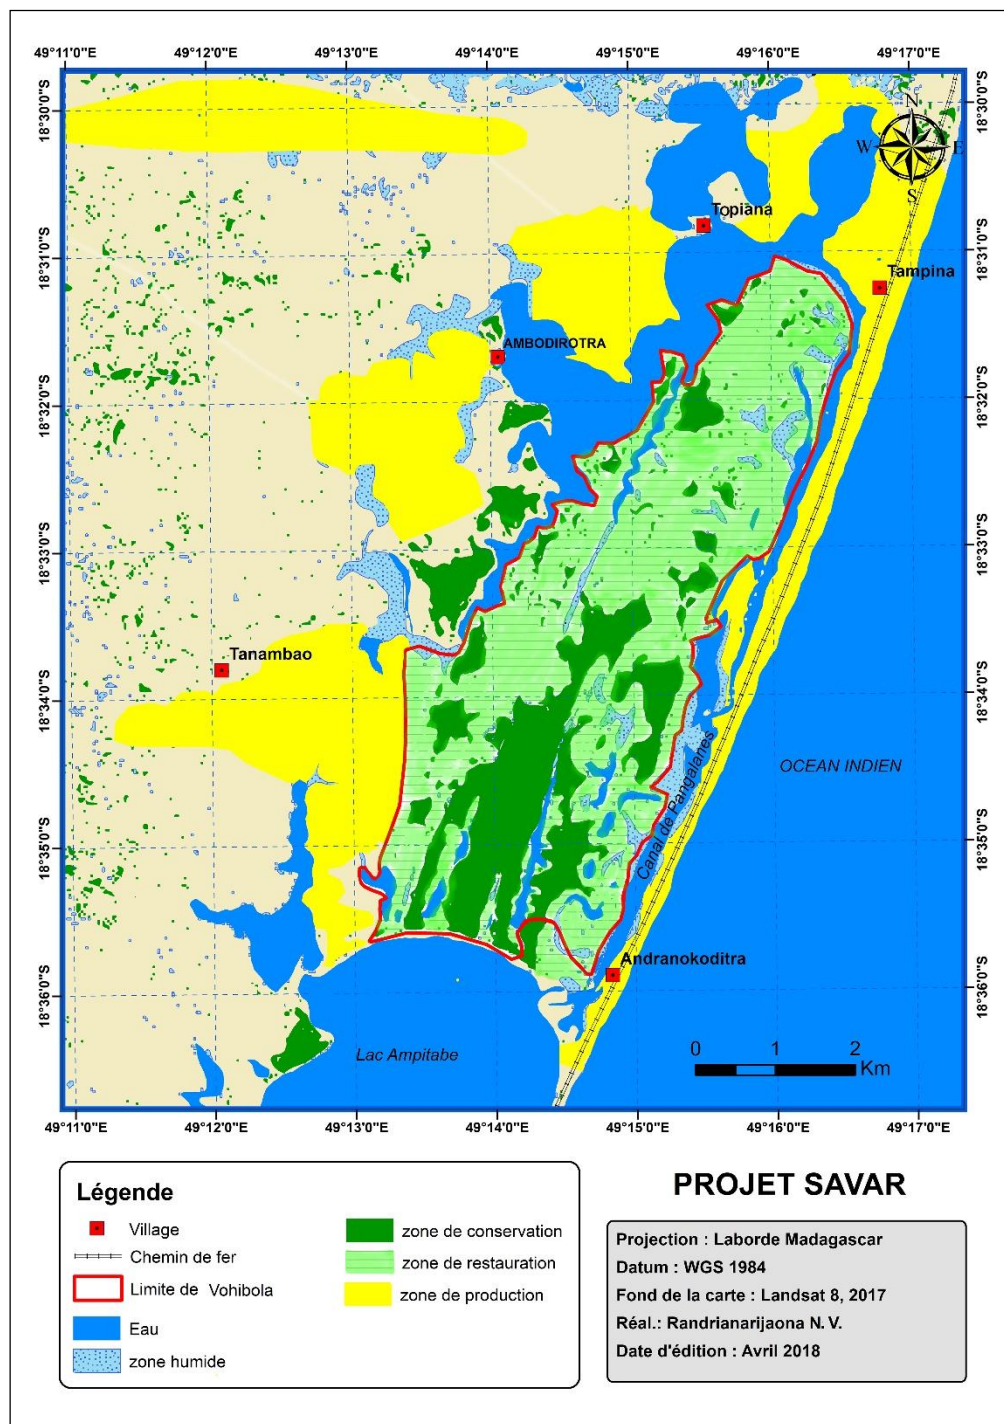 49°11'0"E 49°12'0"E 49°13'0"E 49°14'0"E 49°15'0"E 49°16'0"E 49°17'0"E
18°30'0"S 18°30'0"S
N
W E
S
Topiana
18°31'0"S 18°31'0"S
Tampina
AMBODIROTRA
18°32'0"S 18°32'0"S
18°33'0"S 18°33'0"S
Tanambao
18°34'0"S 18°34'0"S
OCEAN INDIEN
Canal de Pangalanes
18°35'0"S 18°35'0"S
Andranokoditra
18°36'0"S 18°36'0"S
Lac Ampitabe
0 1 2
Km
49°11'0"E 49°12'0"E 49°13'0"E 49°14'0"E 49°15'0"E 49°16'0"E 49°17'0"E
Légende
Village
Chemin de fer
Limite de Vohibola
Eau
zone humide
zone de conservation
zone de restauration
zone de production
PROJET SAVAR
Projection : Laborde Madagascar
Datum : WGS 1984
Fond de la carte : Landsat 8, 2017
Réal.: Randrianarijaona N. V.
Date d'édition : Avril 2018